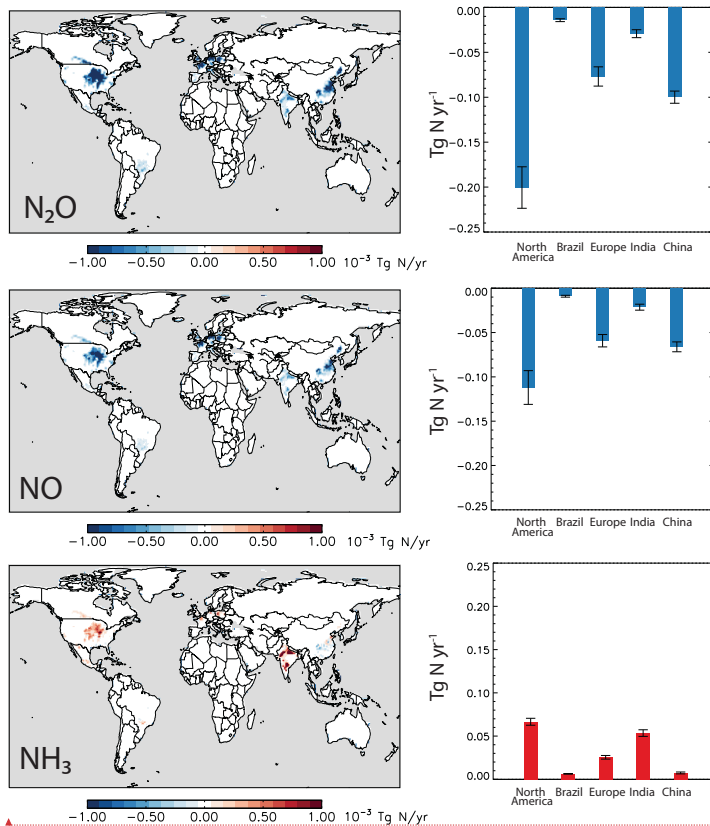 N₂O
-1.00 -0.50 0.00 0.50 1.00 10⁻³ Tg N/yr
Tg N yr⁻¹
0.00
-0.05
-0.10
-0.15
-0.20
-0.25
North America Brazil Europe India China
NO
-1.00 -0.50 0.00 0.50 1.00 10⁻³ Tg N/yr
Tg N yr⁻¹
0.00
-0.05
-0.10
-0.15
-0.20
-0.25
North America Brazil Europe India China
NH₃
-1.00 -0.50 0.00 0.50 1.00 10⁻³ Tg N/yr
Tg N yr⁻¹
0.25
0.20
0.15
0.10
0.05
0.00
North America Brazil Europe India China